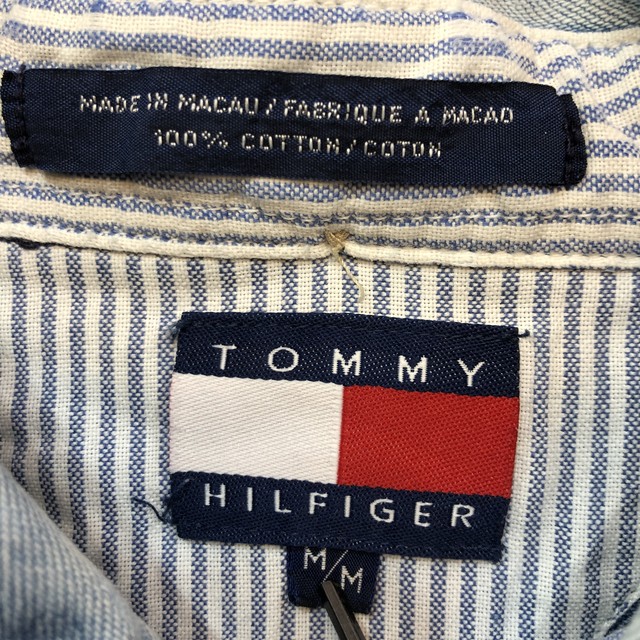 MADE IN MACAU / FABRIQUE A MACAO
100% COTTON / COTON
TOMMY
HILFIGER
M/M